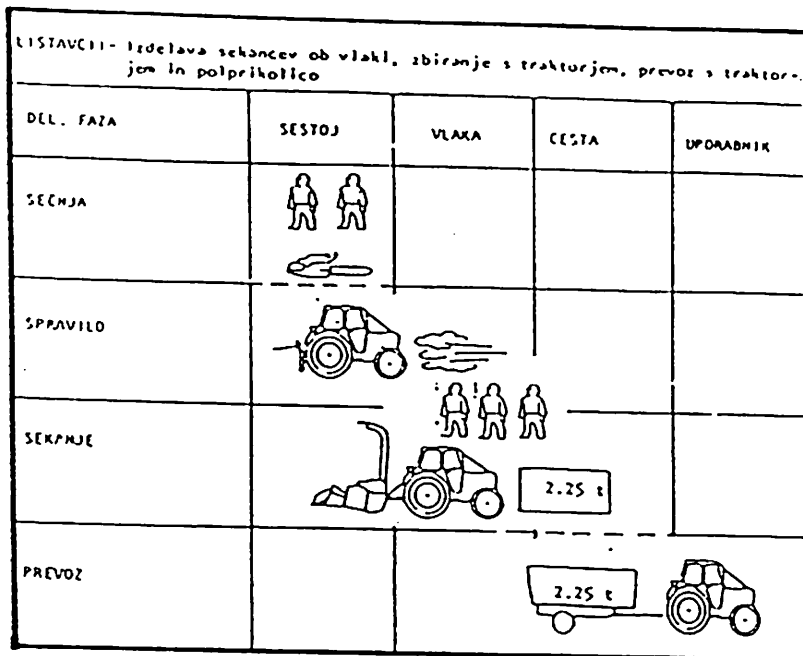 LISTAVCI I- Izdelava sekancev ob vlaki, zbiranje s traktorjem, prevoz s traktor-
jem in polprikolico
DEL. FAZA SESTOJ VLAKA CESTA UPORABNIK
SEČNJA
SPRAVILO
SEKANJE
2.25 t
PREVOZ
2.25 t